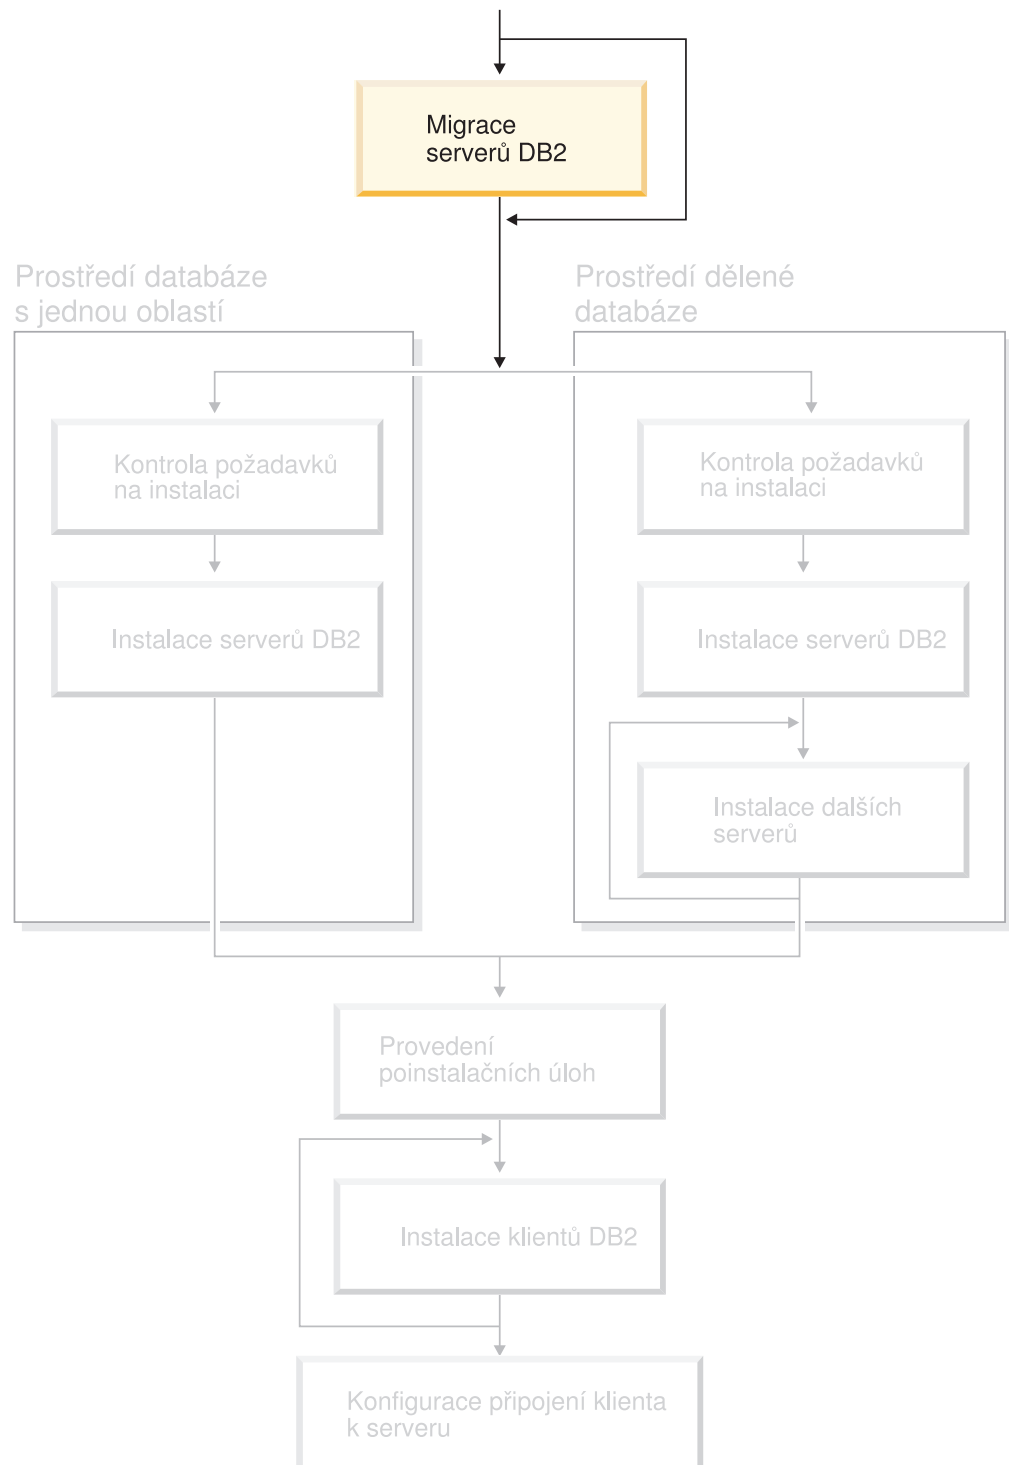 Migrace
serverů DB2
Prostředí databáze
s jednou oblastí
Prostředí dělené
databáze
Kontrola požadavků
na instalaci
Kontrola požadavků
na instalaci
Instalace serverů DB2
Instalace serverů DB2
Instalace dalších
serverů
Provedení
poinstalačních úloh
Instalace klientů DB2
Konfigurace připojení klienta
k serveru